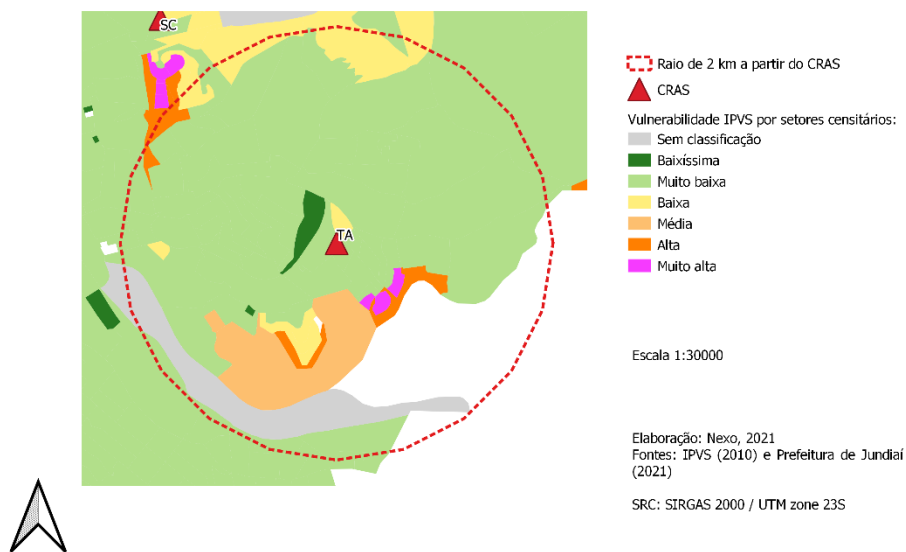 SC
TA
Raio de 2 km a partir do CRAS
CRAS
Vulnerabilidade IPVS por setores censitários:
Sem classificação
Baixíssima
Muito baixa
Baixa
Média
Alta
Muito alta
Escala 1:30000
Elaboração: Nexo, 2021
Fontes: IPVS (2010) e Prefeitura de Jundiaí
(2021)
SRC: SIRGAS 2000 / UTM zone 23S